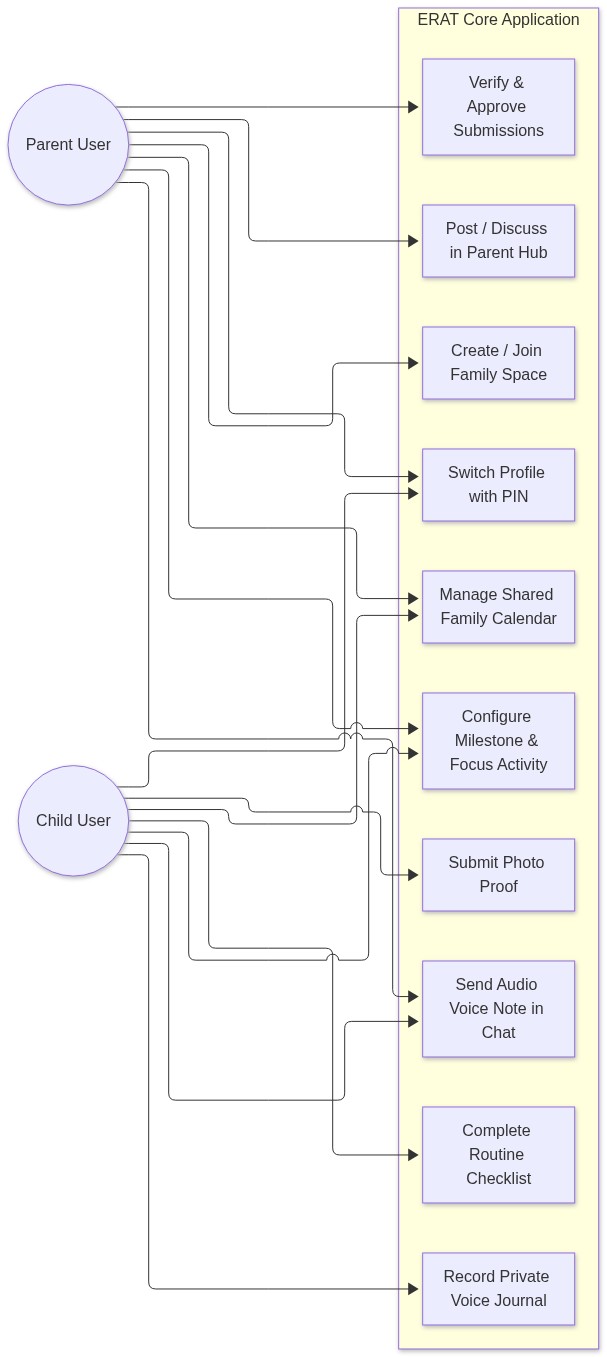 ERAT Core Application
Verify &
Approve
Submissions
Parent User
Post / Discuss
in Parent Hub
Create / Join
Family Space
Switch Profile
with PIN
Manage Shared
Family Calendar
Configure
Milestone &
Focus Activity
Child User
Submit Photo
Proof
Send Audio
Voice Note in
Chat
Complete
Routine
Checklist
Record Private
Voice Journal